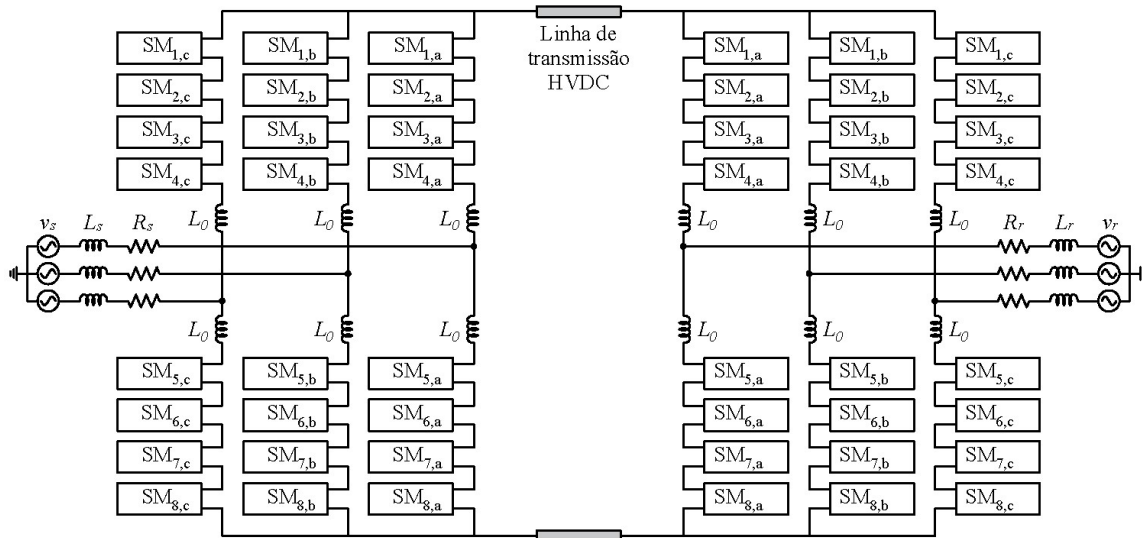 Linha de
transmissão
HVDC
SM1,c SM1,b SM1,a SM1,a SM1,b SM1,c
SM2,c SM2,b SM2,a SM2,a SM2,b SM2,c
SM3,c SM3,b SM3,a SM3,a SM3,b SM3,c
SM4,c SM4,b SM4,a SM4,a SM4,b SM4,c
L0 L0 L0 L0 L0 L0
vs Ls Rs Rr Lr vr
L0 L0 L0 L0 L0 L0
SM5,c SM5,b SM5,a SM5,a SM5,b SM5,c
SM6,c SM6,b SM6,a SM6,a SM6,b SM6,c
SM7,c SM7,b SM7,a SM7,a SM7,b SM7,c
SM8,c SM8,b SM8,a SM8,a SM8,b SM8,c